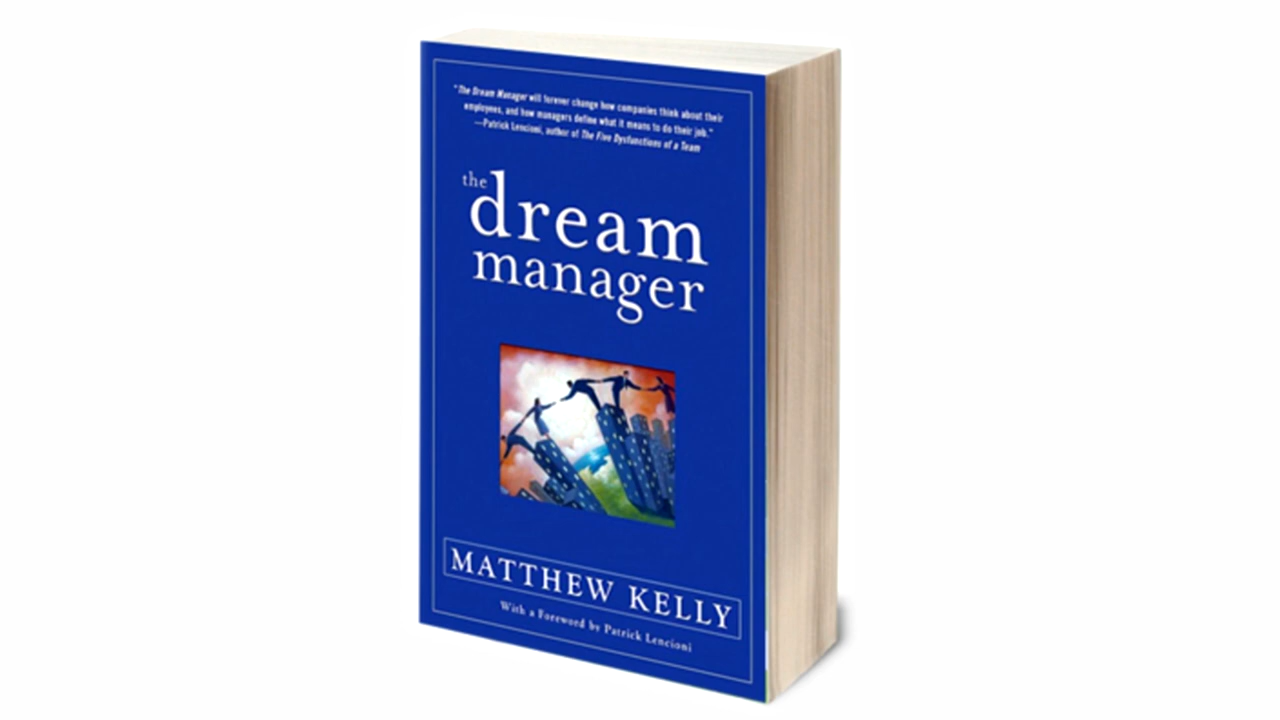 "The Dream Manager will forever change how companies think about their
employees, and how managers define what it means to do their job."
—Patrick Lencioni, author of The Five Dysfunctions of a Team
the
dream
manager
MATTHEW KELLY
With a Foreword by Patrick Lencioni